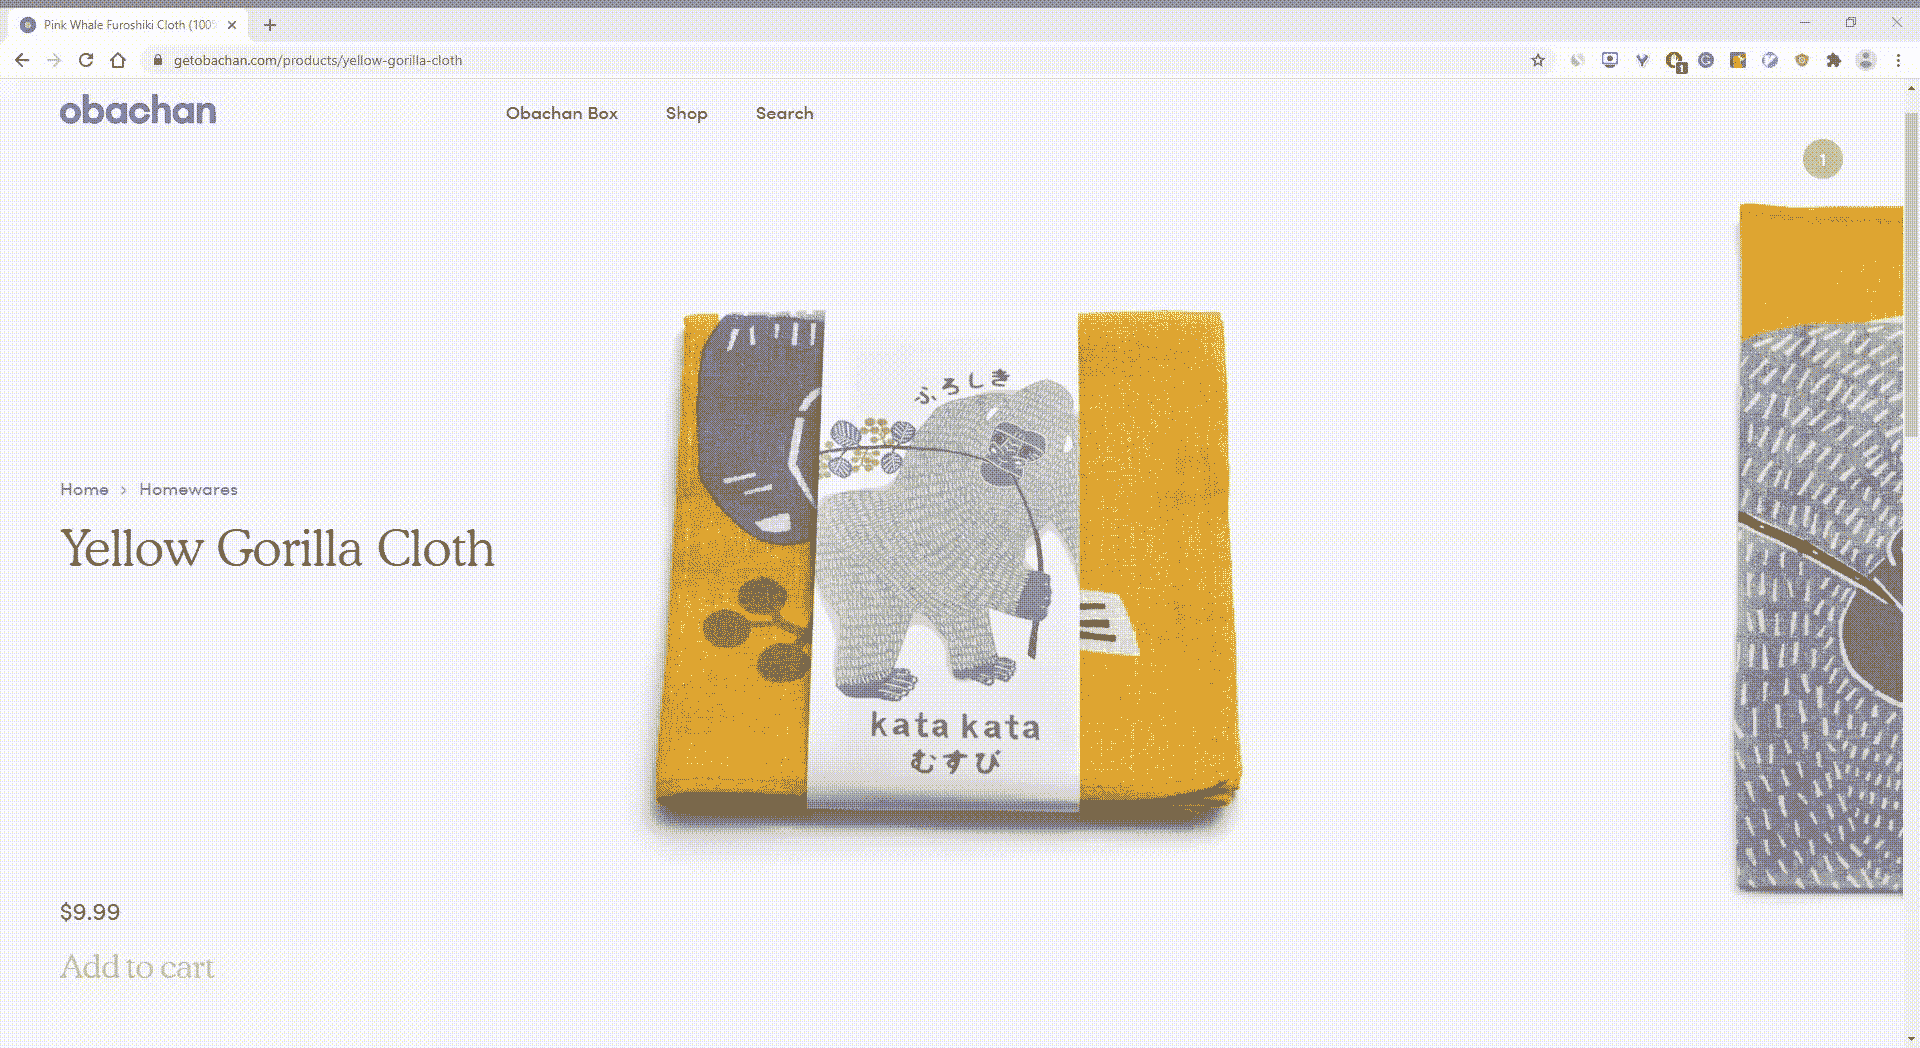 Pink Whale Furoshiki Cloth (100%
getobachan.com/products/yellow-gorilla-cloth
1
obachan
Obachan Box
Shop
Search
1
ふろしき
Home > Homewares
Yellow Gorilla Cloth
kata kata
むすび
$9.99
Add to cart